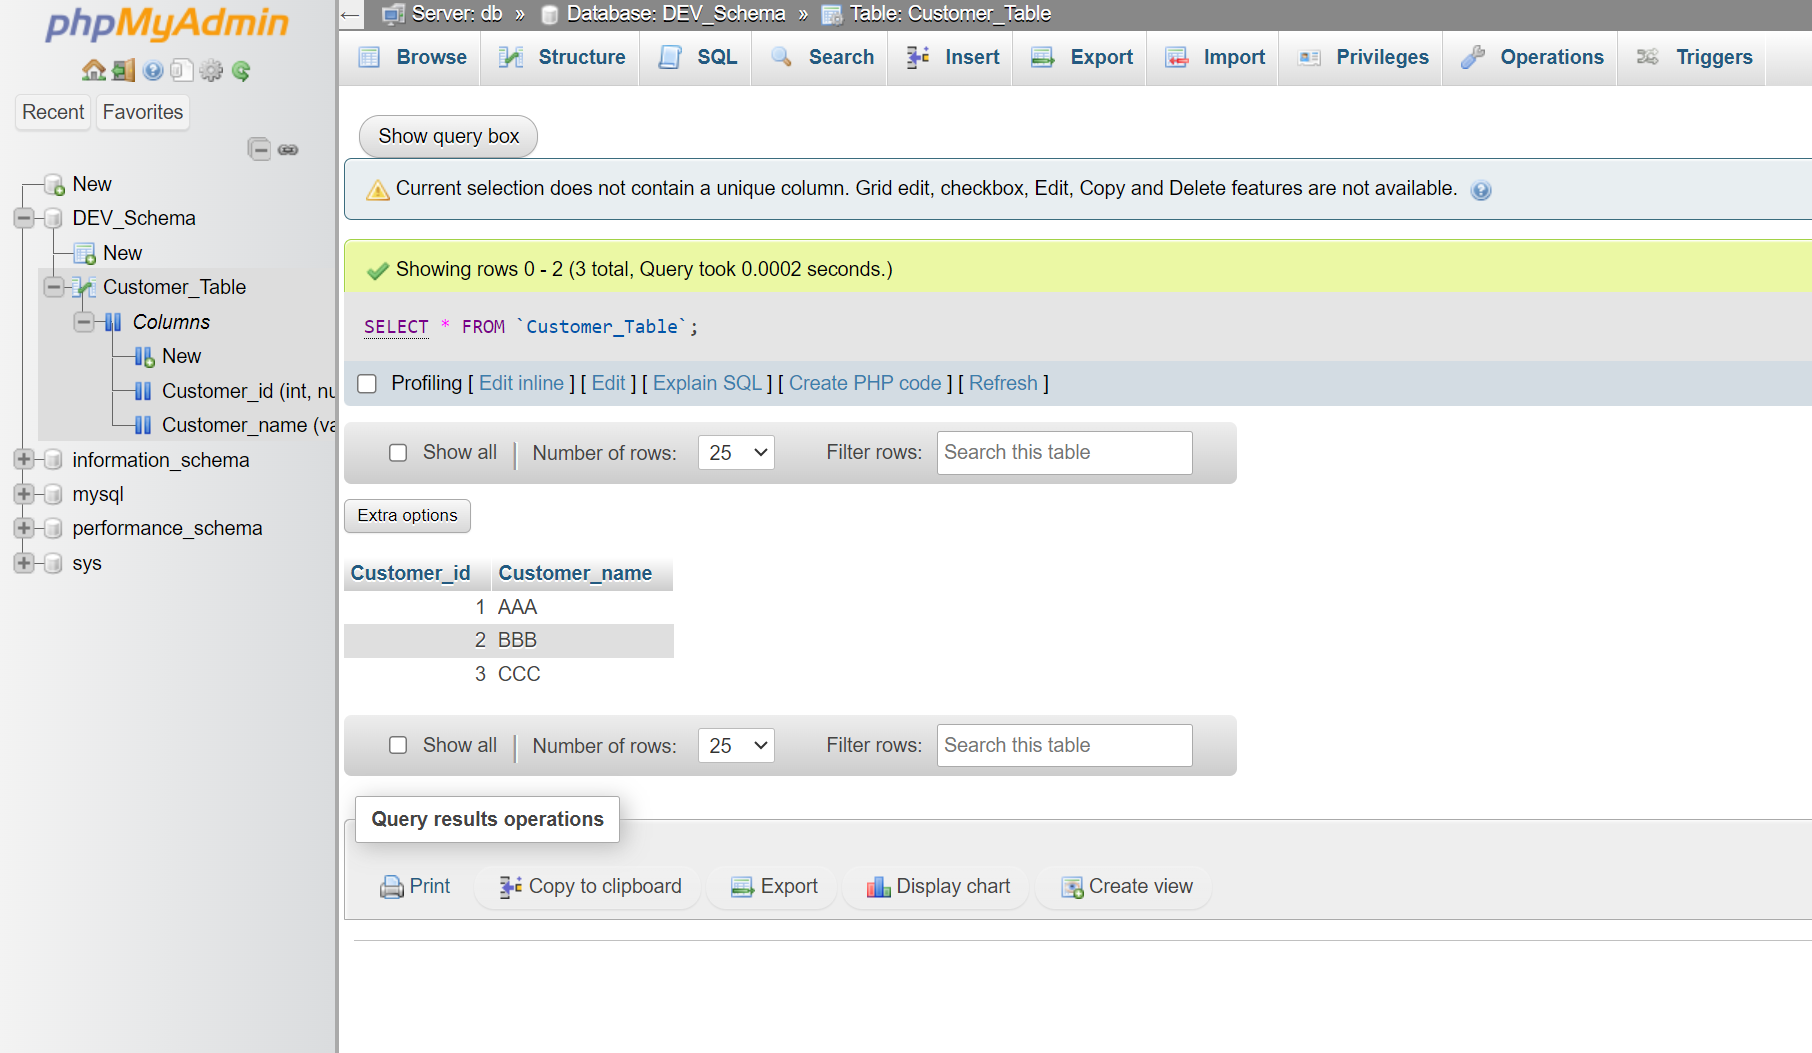 phpMyAdmin
Recent
Favorites
New
DEV_Schema
New
Customer_Table
Columns
New
Customer_id (int, nu
Customer_name (va
information_schema
mysql
performance_schema
sys
← Server: db » Database: DEV_Schema » Table: Customer_Table
Browse Structure SQL Search Insert Export Import Privileges Operations Triggers
Show query box
Current selection does not contain a unique column. Grid edit, checkbox, Edit, Copy and Delete features are not available.
Showing rows 0 - 2 (3 total, Query took 0.0002 seconds.)
SELECT * FROM `Customer_Table`;
Profiling [ Edit inline ] [ Edit ] [ Explain SQL ] [ Create PHP code ] [ Refresh ]
Show all Number of rows: 25 Filter rows: Search this table
Extra options
Customer_id Customer_name
1 AAA
2 BBB
3 CCC
Show all Number of rows: 25 Filter rows: Search this table
Query results operations
Print Copy to clipboard Export Display chart Create view